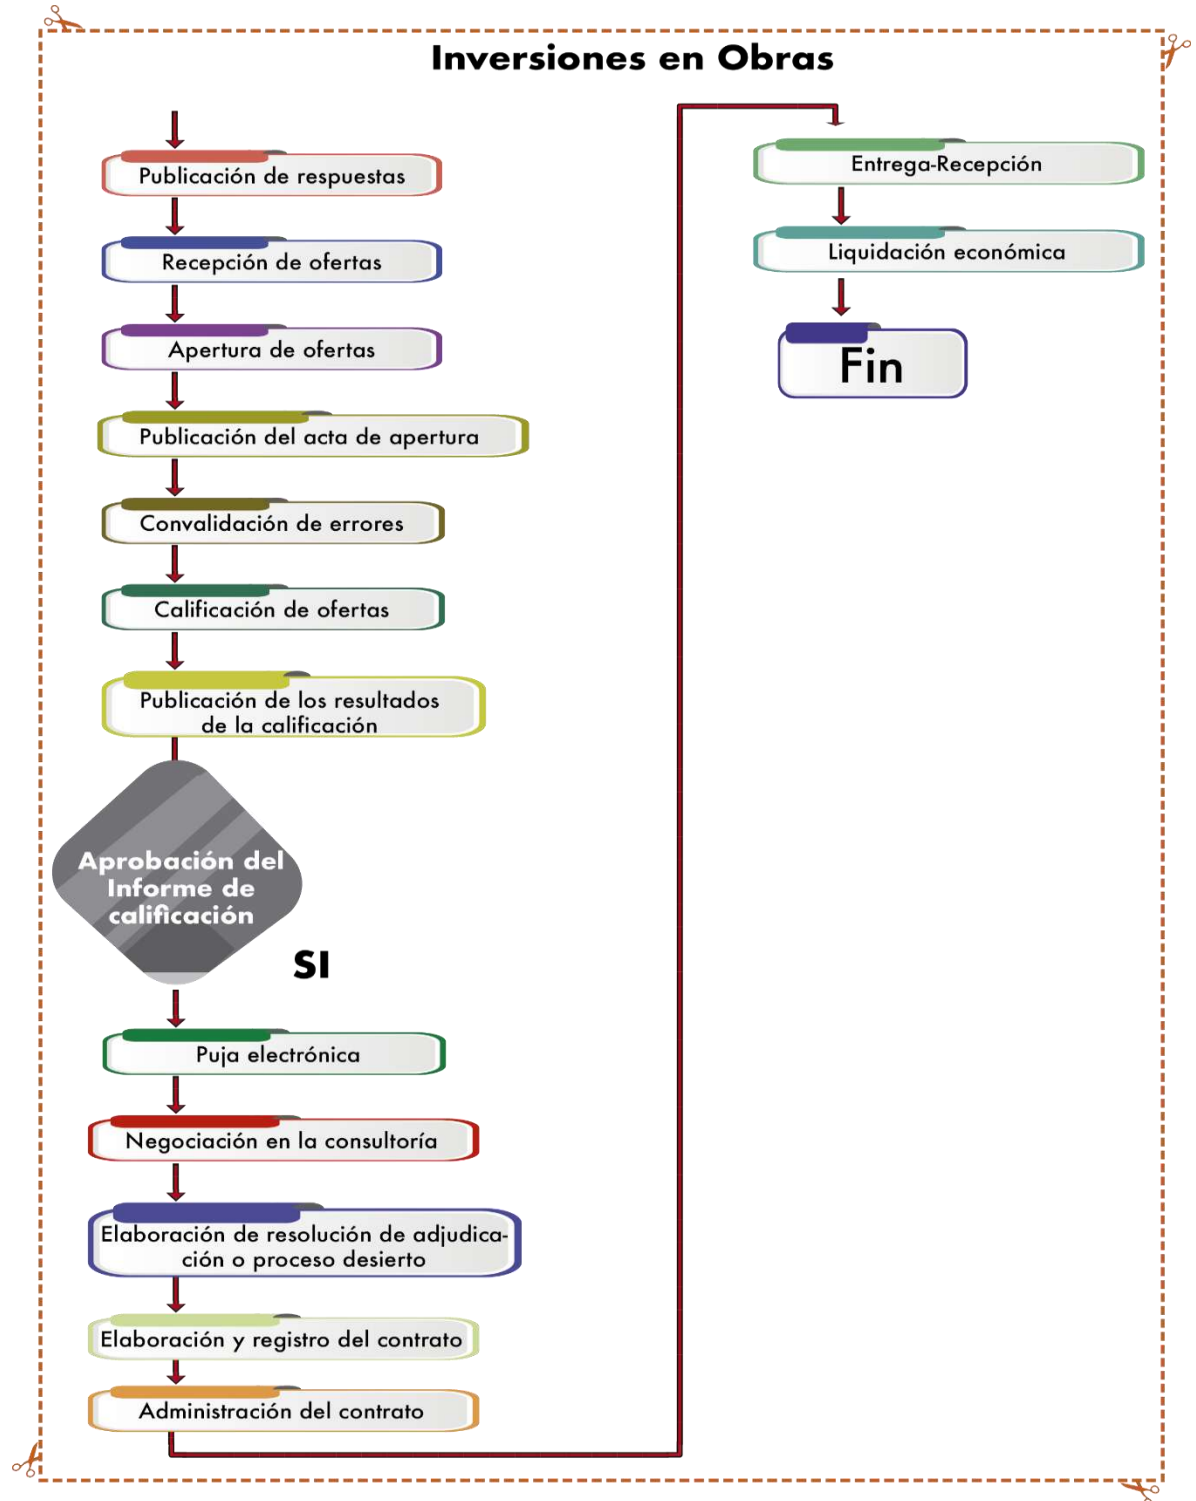 Inversiones en Obras
Publicación de respuestas
Recepción de ofertas
Apertura de ofertas
Publicación del acta de apertura
Convalidación de errores
Calificación de ofertas
Publicación de los resultados
de la calificación
Aprobación del
Informe de
calificación
SI
Puja electrónica
Negociación en la consultoría
Elaboración de resolución de adjudica-
ción o proceso desierto
Elaboración y registro del contrato
Administración del contrato
Entrega-Recepción
Liquidación económica
Fin